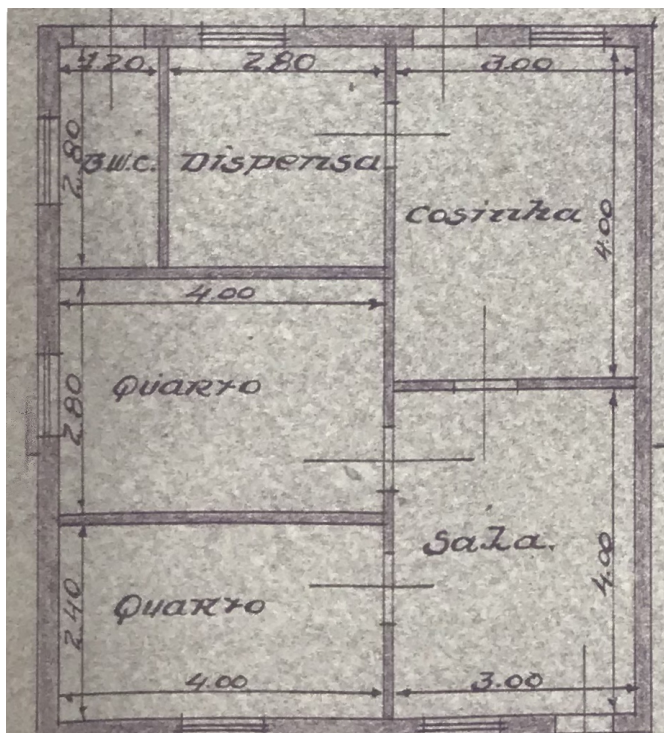 1.20. 2.80 3.00
2.80 B.W.C. Dispensa
Cosinha 4.00
4.00
2.80 Quarto
Sala. 4.00
2.40 Quarto
4.00 3.00